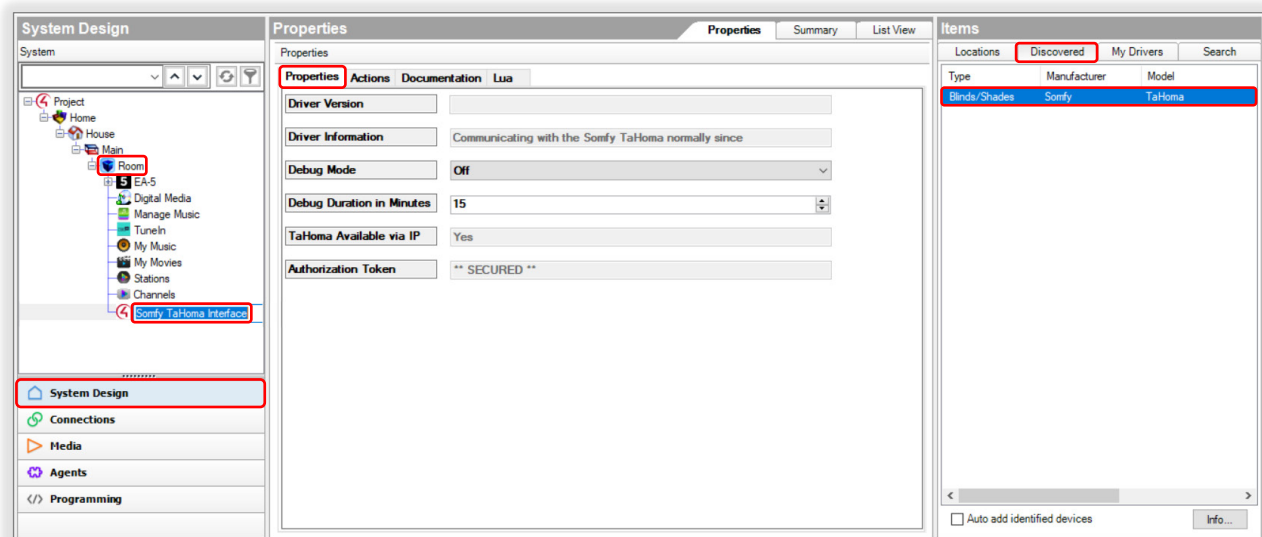 System Design
System
Project
Home
House
Main
Room
5 EA-5
Digital Media
Manage Music
TuneIn
My Music
My Movies
Stations
Channels
Somfy TaHoma Interface
System Design
Connections
Media
Agents
Programming
Properties
Properties Summary List View
Properties
Properties Actions Documentation Lua
Driver Version
Driver Information Communicating with the Somfy TaHoma normally since
Debug Mode Off
Debug Duration in Minutes 15
TaHoma Available via IP Yes
Authorization Token ** SECURED **
Items
Locations Discovered My Drivers Search
Type Manufacturer Model
Blinds/Shades Somfy TaHoma
Auto add identified devices Info...